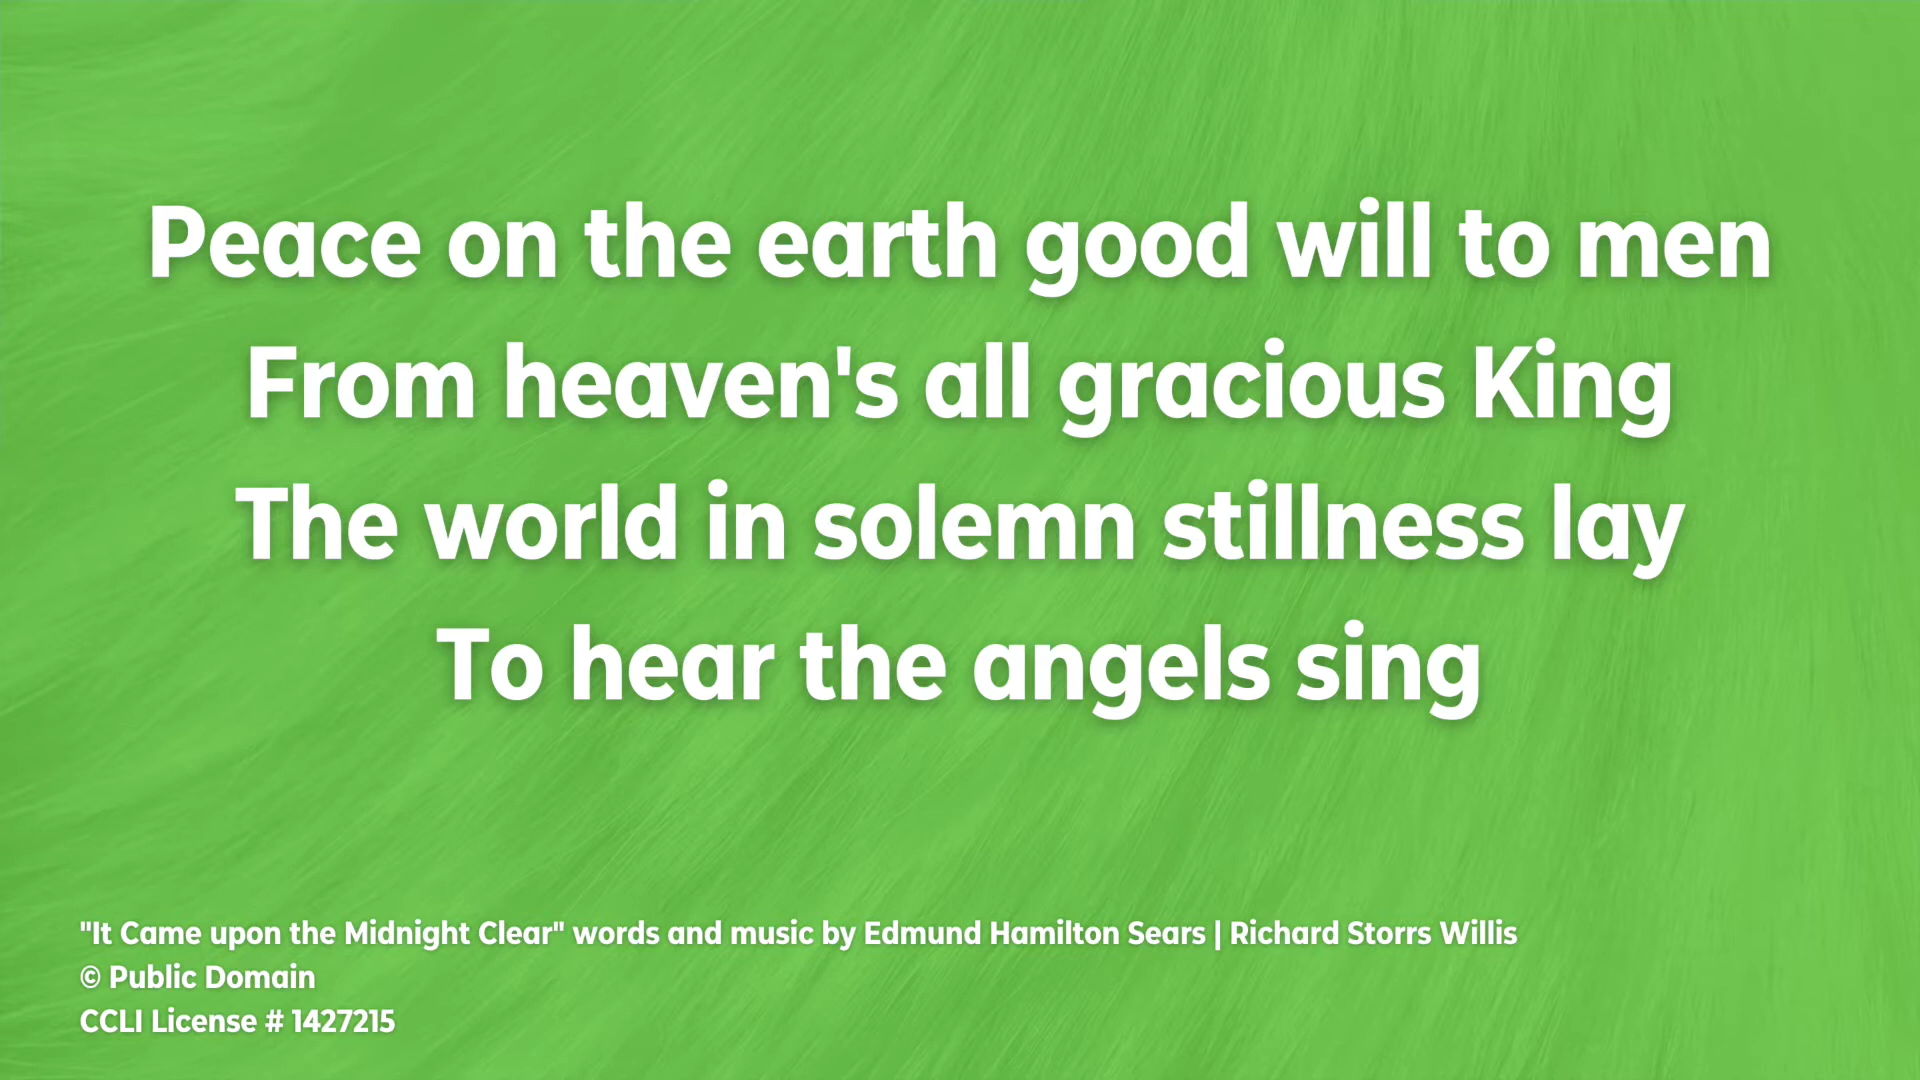 Peace on the earth good will to men
From heaven's all gracious King
The world in solemn stillness lay
To hear the angels sing
"It Came upon the Midnight Clear" words and music by Edmund Hamilton Sears | Richard Storrs Willis
© Public Domain
CCLI License # 1427215